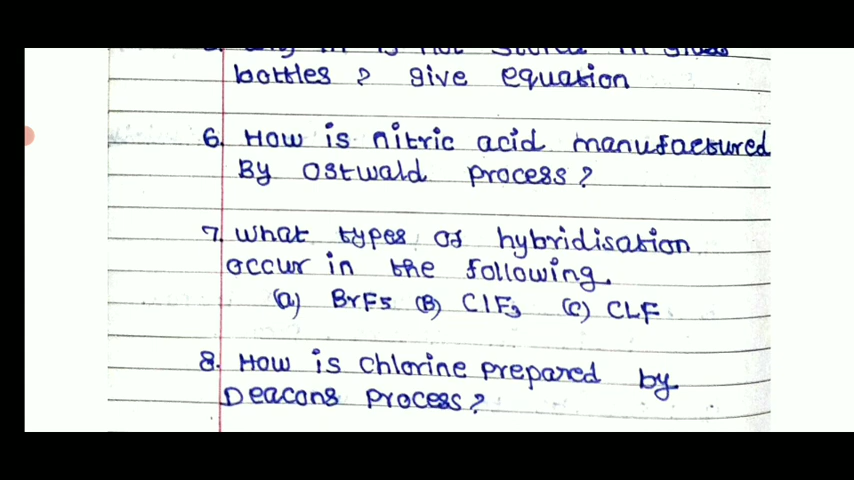 bottles ? give equation
6. How is nitric acid manufactured
By Ostwald process?
7. What types of hybridisation
occur in the following.
(a) BrF5 (B) ClF3 (C) CLF
8. How is chlorine prepared by
Deacons process?